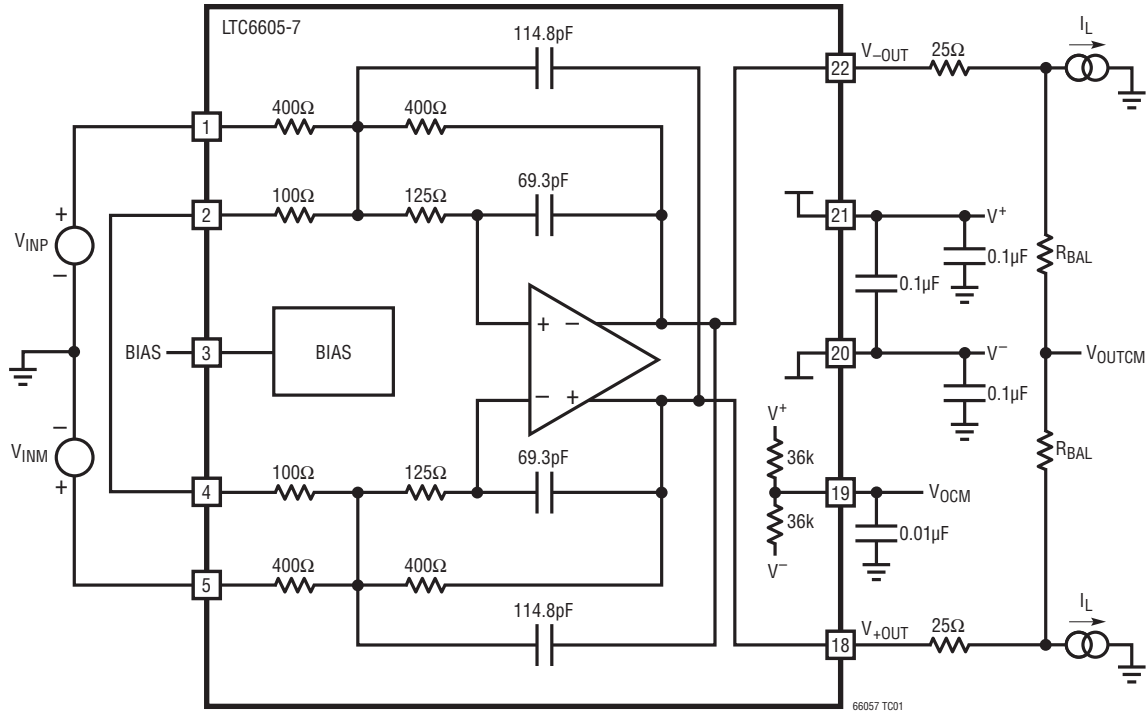 LTC6605-7
114.8pF
V–OUT
25Ω
IL
22
400Ω
400Ω
1
69.3pF
100Ω
125Ω
2
21
V+
+
VINP
–
0.1µF
0.1µF
RBAL
+ –
BIAS
3
BIAS
20
V–
VOUTCM
– +
0.1µF
–
VINM
+
V+
69.3pF
36k
RBAL
100Ω
125Ω
4
19
VOCM
36k
0.01µF
400Ω
400Ω
5
V–
114.8pF
IL
V+OUT
25Ω
18
66057 TC01